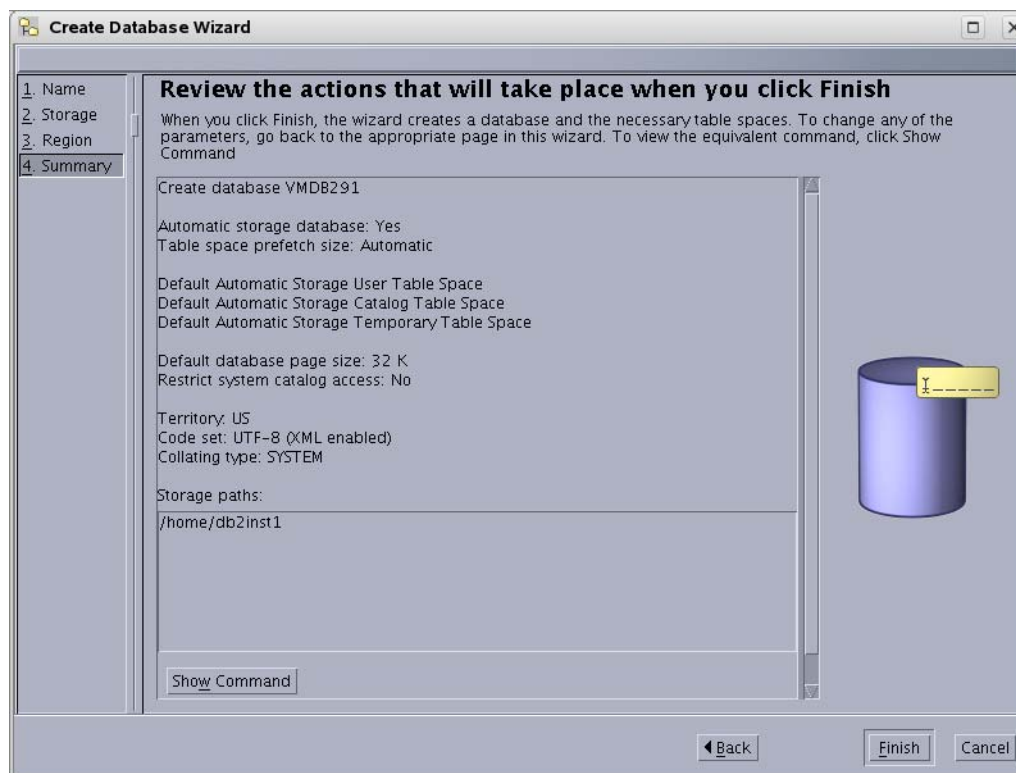 Create Database Wizard
1. Name
2. Storage
3. Region
4. Summary
Review the actions that will take place when you click Finish
When you click Finish, the wizard creates a database and the necessary table spaces. To change any of the
parameters, go back to the appropriate page in this wizard. To view the equivalent command, click Show
Command
Create database VMDB291
Automatic storage database: Yes
Table space prefetch size: Automatic
Default Automatic Storage User Table Space
Default Automatic Storage Catalog Table Space
Default Automatic Storage Temporary Table Space
Default database page size: 32 K
Restrict system catalog access: No
Territory: US
Code set: UTF-8 (XML enabled)
Collating type: SYSTEM
Storage paths:
/home/db2inst1
Show Command
Back
Finish
Cancel